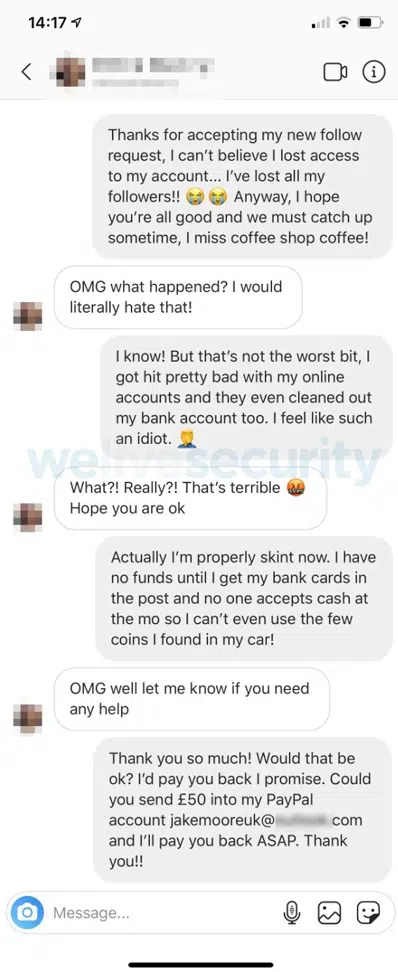 14:17
Thanks for accepting my new follow
request, I can't believe I lost access
to my account... I've lost all my
followers!! 😭😭 Anyway, I hope
you're all good and we must catch up
sometime, I miss coffee shop coffee!
OMG what happened? I would
literally hate that!
I know! But that's not the worst bit, I
got hit pretty bad with my online
accounts and they even cleaned out
my bank account too. I feel like such
an idiot. 🤦
welivesecurity
What?! Really?! That's terrible 🤬
Hope you are ok
Actually I'm properly skint now. I have
no funds until I get my bank cards in
the post and no one accepts cash at
the mo so I can't even use the few
coins I found in my car!
OMG well let me know if you need
any help
Thank you so much! Would that be
ok? I'd pay you back I promise. Could
you send £50 into my PayPal
account jakemooreuk@ .com
and I'll pay you back ASAP. Thank
you!!
Message...